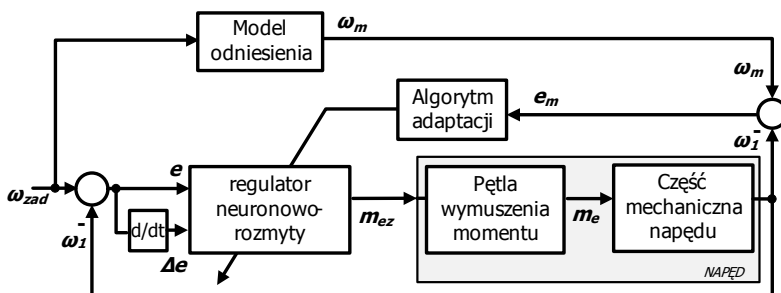 Model
odniesienia
ω_m
ω_m
Algorytm
adaptacji
e_m
ω_1^-
ω_zad
e
regulator
neuronowo-
rozmyty
m_ez
Pętla
wymuszenia
momentu
m_e
Część
mechaniczna
napędu
ω_1^-
d/dt
Δe
NAPĘD